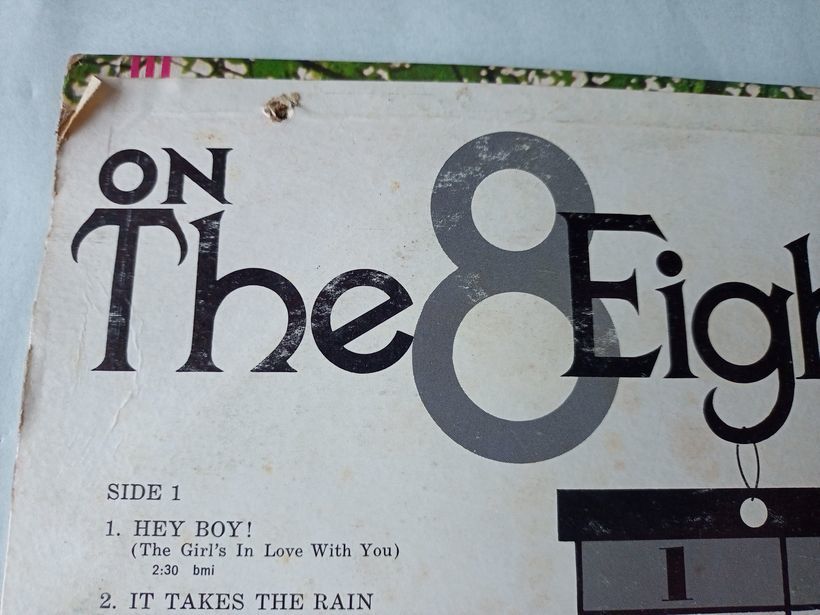 ON
The 8 Eigh
SIDE 1
1. HEY BOY!
(The Girl's In Love With You)
2:30 bmi
2. IT TAKES THE RAIN
1